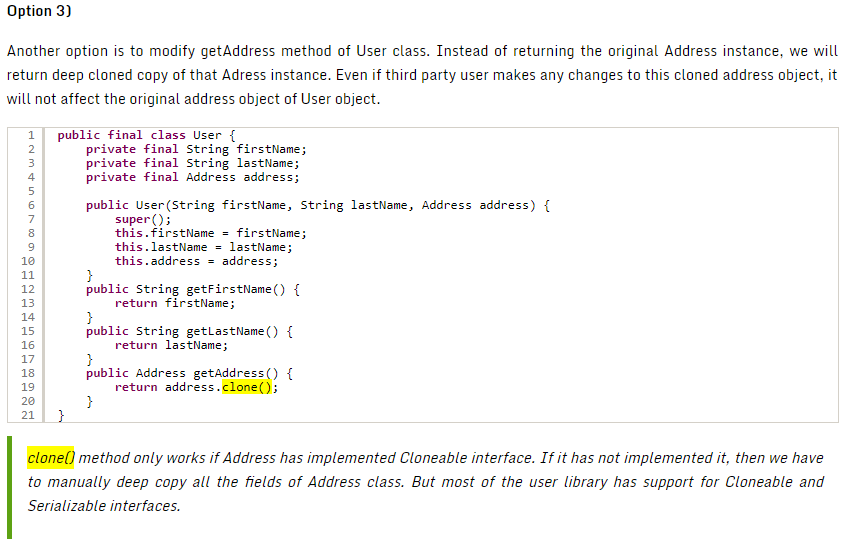 Option 3)
Another option is to modify getAddress method of User class. Instead of returning the original Address instance, we will
return deep cloned copy of that Adress instance. Even if third party user makes any changes to this cloned address object, it
will not affect the original address object of User object.
1 public final class User {
2     private final String firstName;
3     private final String lastName;
4     private final Address address;
5
6     public User(String firstName, String lastName, Address address) {
7         super();
8         this.firstName = firstName;
9         this.lastName = lastName;
10         this.address = address;
11     }
12     public String getFirstName() {
13         return firstName;
14     }
15     public String getLastName() {
16         return lastName;
17     }
18     public Address getAddress() {
19         return address.clone();
20     }
21 }
clone() method only works if Address has implemented Cloneable interface. If it has not implemented it, then we have
to manually deep copy all the fields of Address class. But most of the user library has support for Cloneable and
Serializable interfaces.